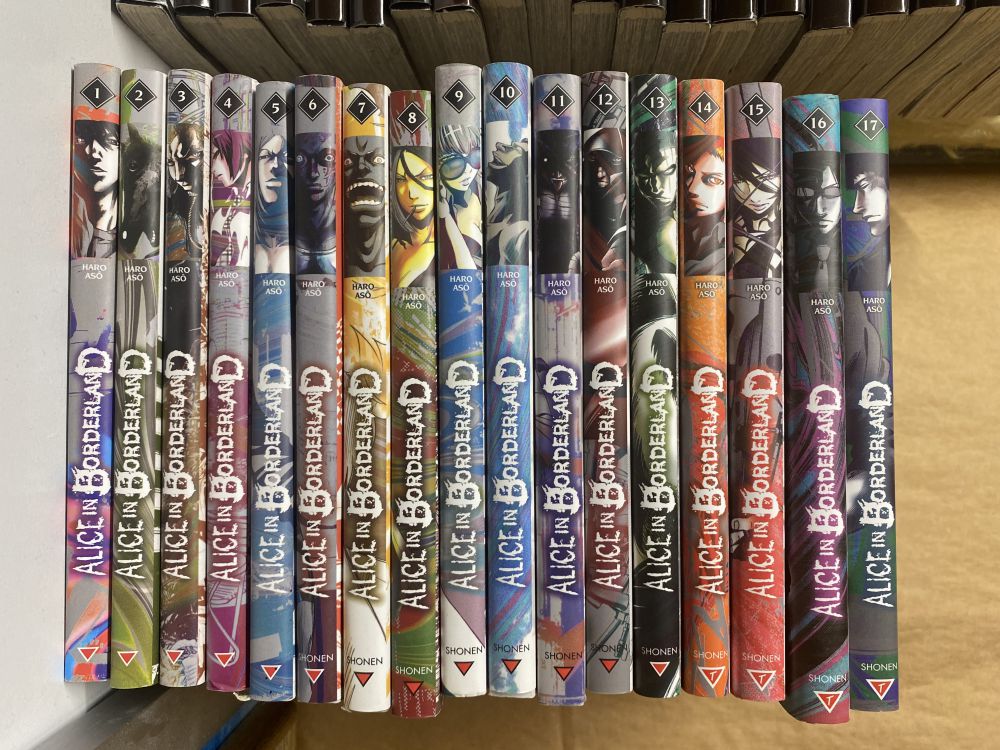 1
HARO
ASÔ
ALICE IN BORDERLAND
2
HARO
ASÔ
ALICE IN BORDERLAND
3
HARO
ASÔ
ALICE IN BORDERLAND
4
HARO
ASÔ
ALICE IN BORDERLAND
5
HARO
ASÔ
ALICE IN BORDERLAND
6
HARO
ASÔ
ALICE IN BORDERLAND
7
HARO
ASÔ
ALICE IN BORDERLAND
SHONEN
8
HARO
ASÔ
ALICE IN BORDERLAND
SHONEN
9
HARO
ASÔ
ALICE IN BORDERLAND
SHONEN
10
HARO
ASÔ
ALICE IN BORDERLAND
SHONEN
11
HARO
ASÔ
ALICE IN BORDERLAND
SHONEN
12
HARO
ASÔ
ALICE IN BORDERLAND
SHONEN
13
HARO
ASÔ
ALICE IN BORDERLAND
SHONEN
14
HARO
ASÔ
ALICE IN BORDERLAND
SHONEN
T
15
HARO
ASÔ
ALICE IN BORDERLAND
SHONEN
T
16
HARO
ASÔ
ALICE IN BORDERLAND
SHONEN
T
17
HARO
ASÔ
ALICE IN BORDERLAND
SHONEN
T